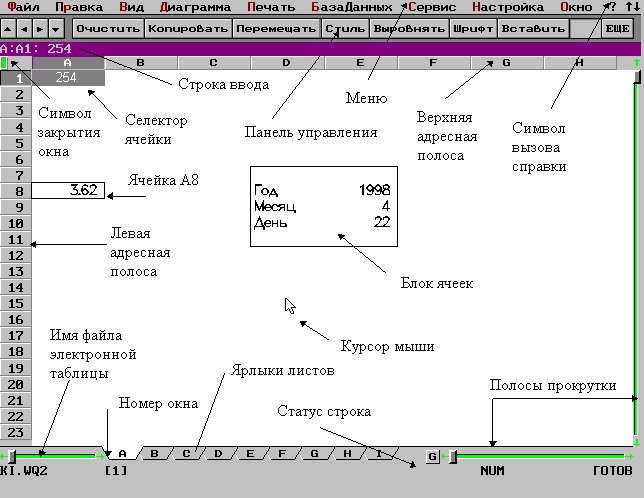 Файл Правка Вид Диаграмма Печать БазаДанных Сервис Настройка Окно ? ↑↓
▲ ◄ ► ▼ Очистить Копировать Перемещать Стиль Выровнять Шрифт Вставить ЕЩЕ
A:A1: 254
Строка ввода
A B C D E F G H
1 254
Меню
2
3
Символ закрытия окна
Селектор ячейки
Панель управления
Верхняя адресная полоса
Символ вызова справки
4
5
6
7
Ячейка А8
8 3.62
Год 1998
9
Месяц 4
10
День 22
11
Левая адресная полоса
12
13
Блок ячеек
14
15
16
17
Имя файла электронной таблицы
Курсор мыши
18
19
Ярлыки листов
20
Полосы прокрутки
21
Номер окна
Статус строка
22
23
A B C D E F G H I G
KI.WQ2 [1] NUM ГОТОВ